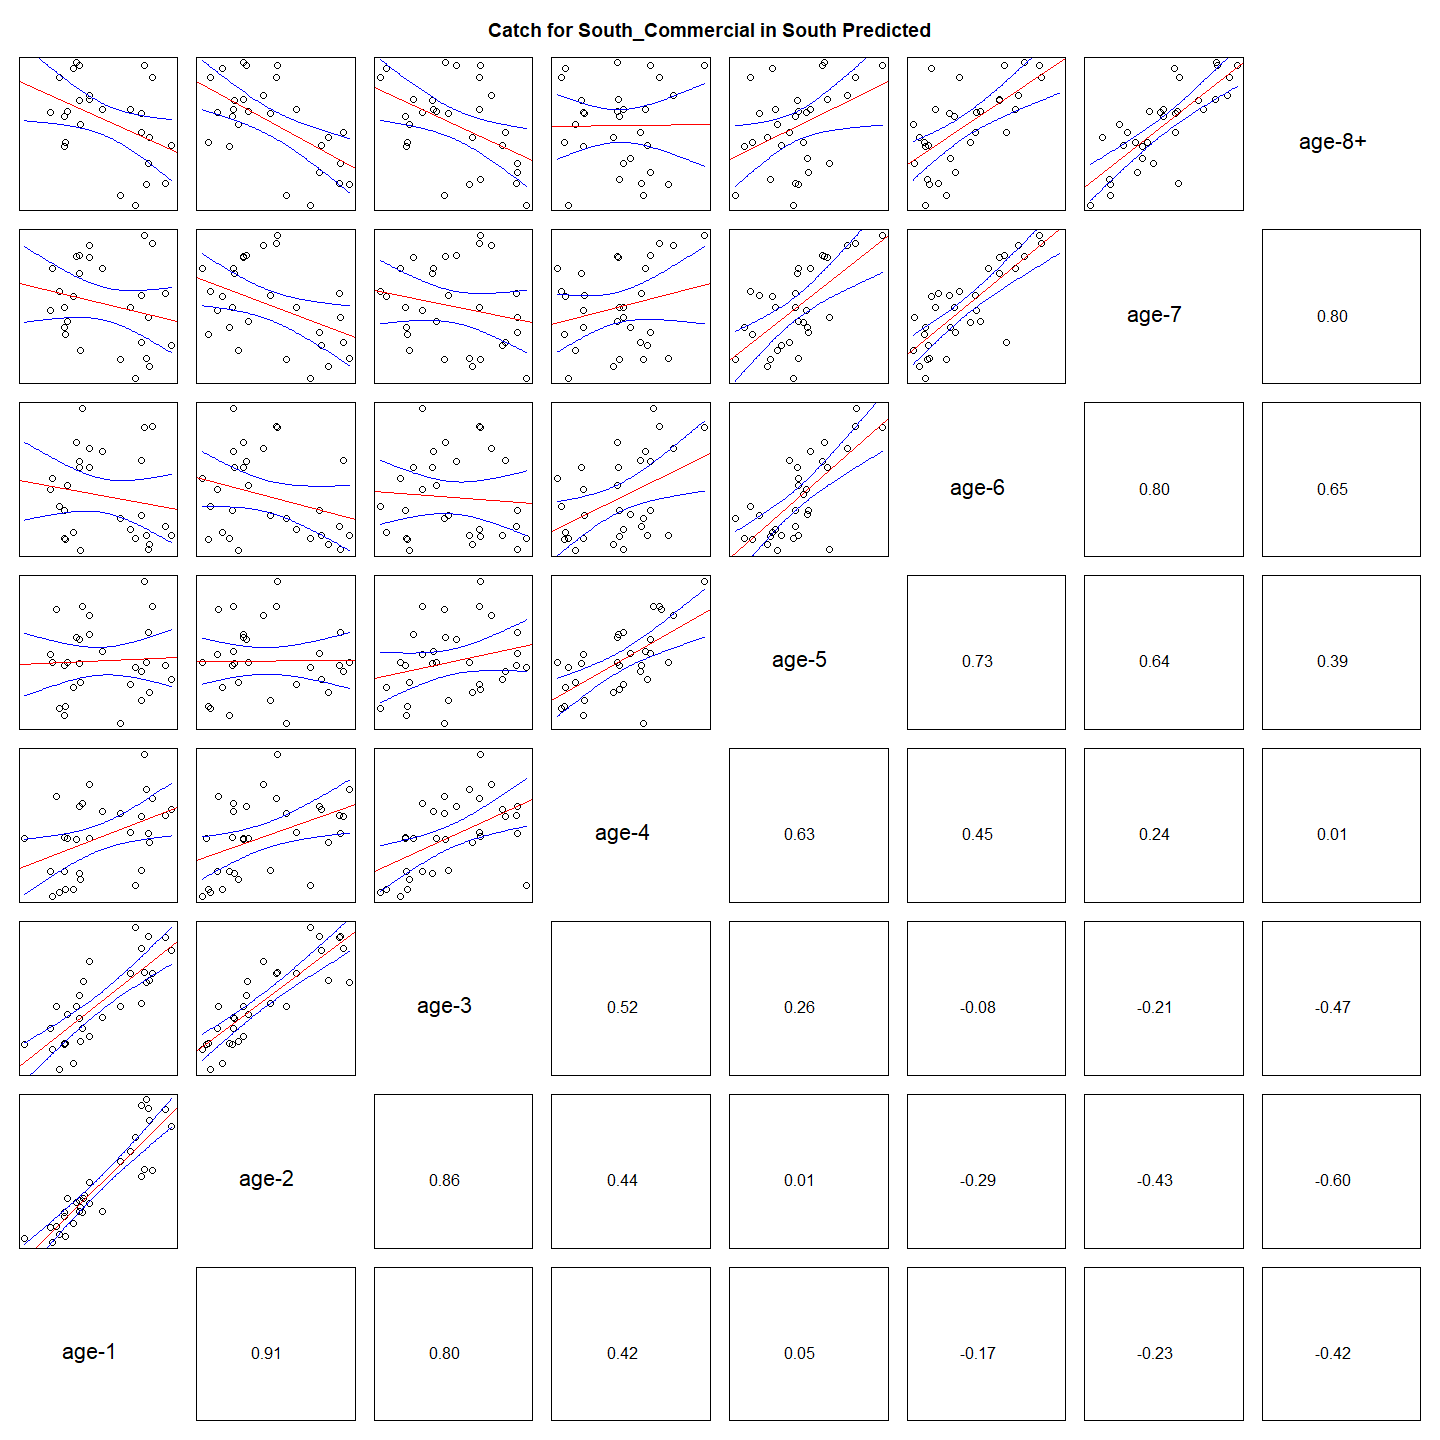 Catch for South_Commercial in South Predicted
age-8+
age-7 0.80
age-6 0.80 0.65
age-5 0.73 0.64 0.39
age-4 0.63 0.45 0.24 0.01
age-3 0.52 0.26 -0.08 -0.21 -0.47
age-2 0.86 0.44 0.01 -0.29 -0.43 -0.60
age-1 0.91 0.80 0.42 0.05 -0.17 -0.23 -0.42